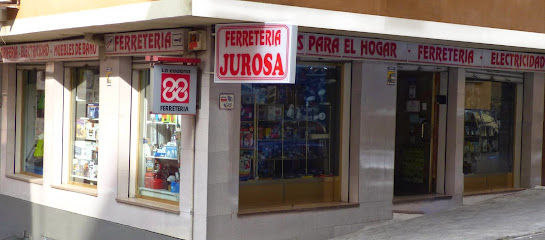 ELECTRICIDAD - MUEBLES DE BAÑO
FERRETERIA
FERRETERIA
JUROSA
FERRETERIA
S PARA EL HOGAR · FERRETERIA · ELECTRICIDAD